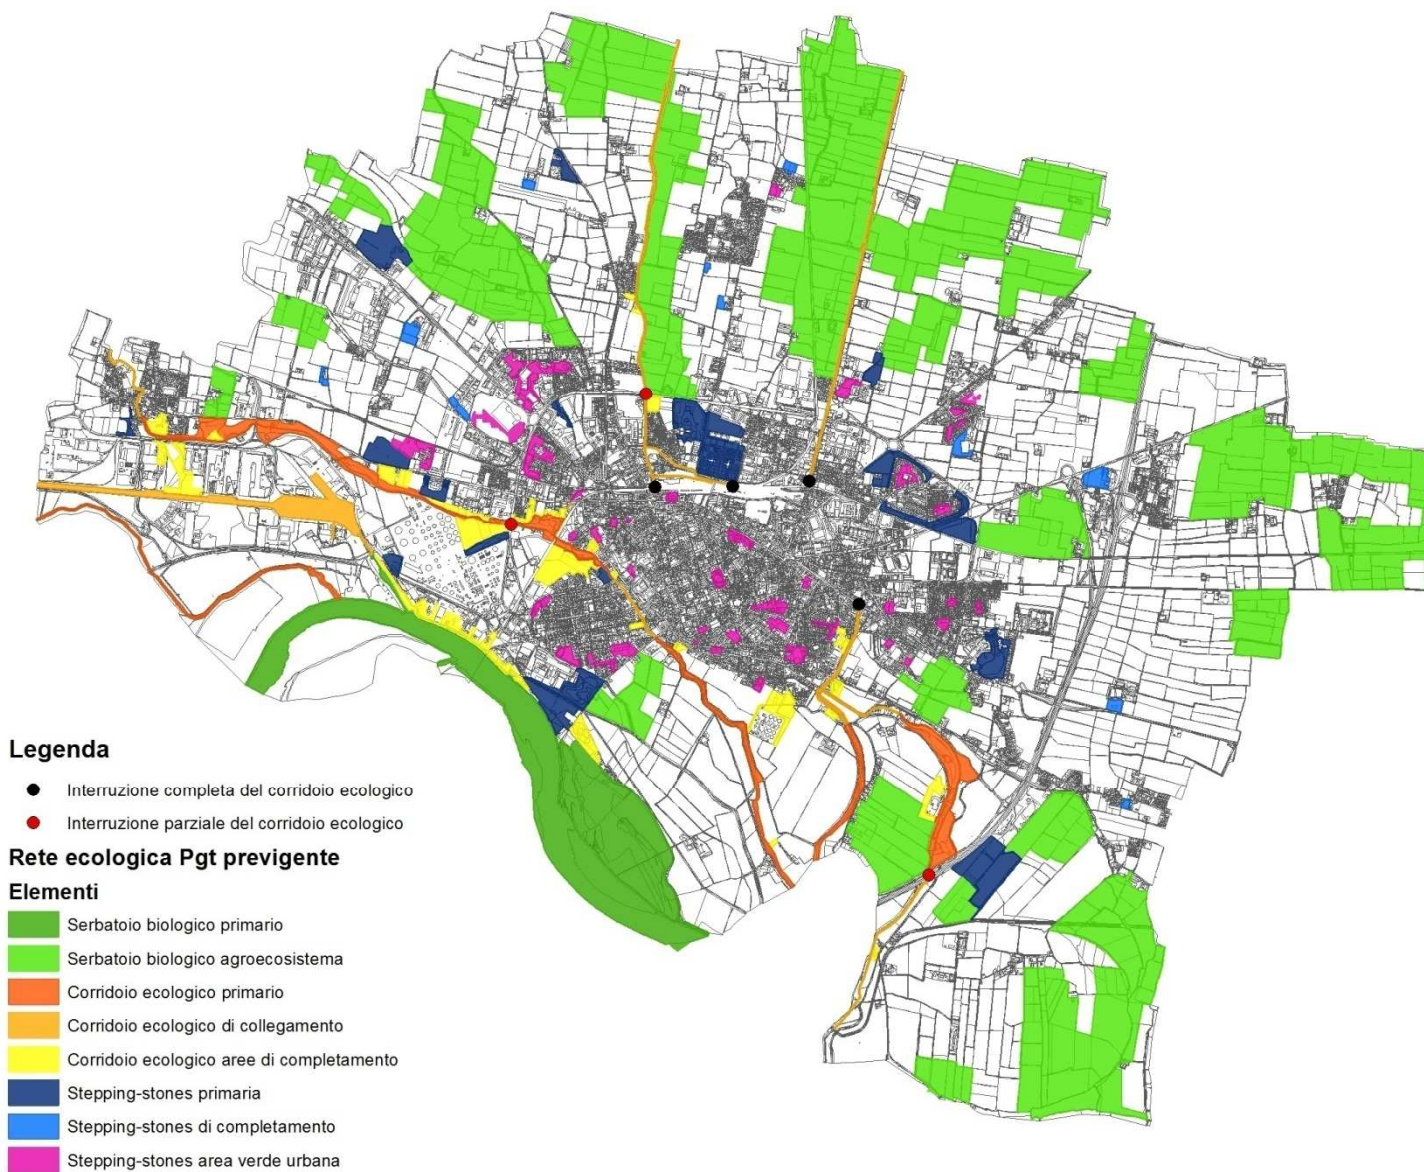 Legenda
Interruzione completa del corridoio ecologico
Interruzione parziale del corridoio ecologico
Rete ecologica Pgt previgente
Elementi
Serbatoio biologico primario
Serbatoio biologico agroecosistema
Corridoio ecologico primario
Corridoio ecologico di collegamento
Corridoio ecologico aree di completamento
Stepping-stones primaria
Stepping-stones di completamento
Stepping-stones area verde urbana